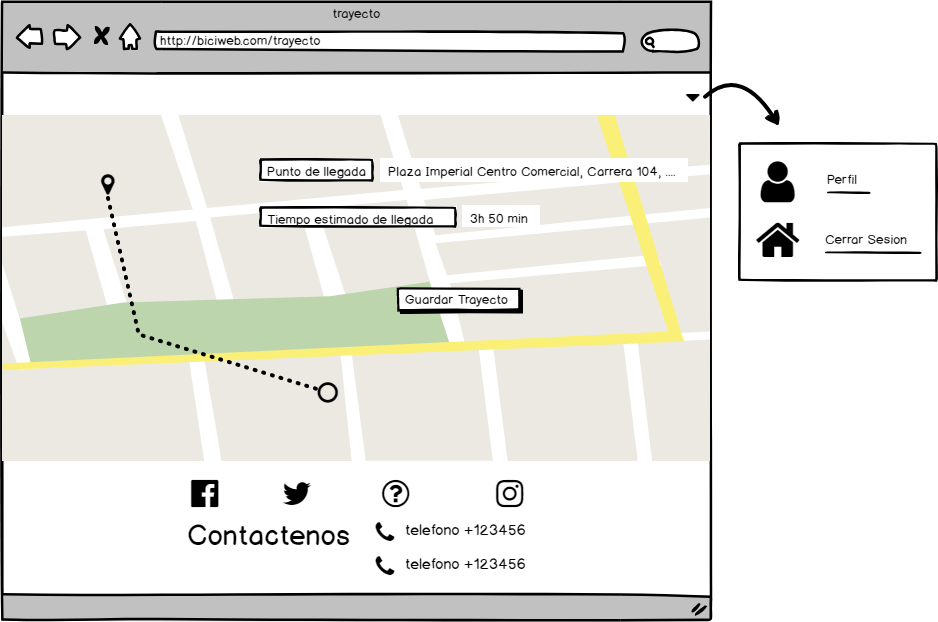 trayecto
http://biciweb.com/trayecto
Punto de llegada
Plaza Imperial Centro Comercial, Carrera 104, ....
Tiempo estimado de llegada
3h 50 min
Guardar Trayecto
Perfil
Cerrar Sesion
Contactenos
telefono +123456
telefono +123456